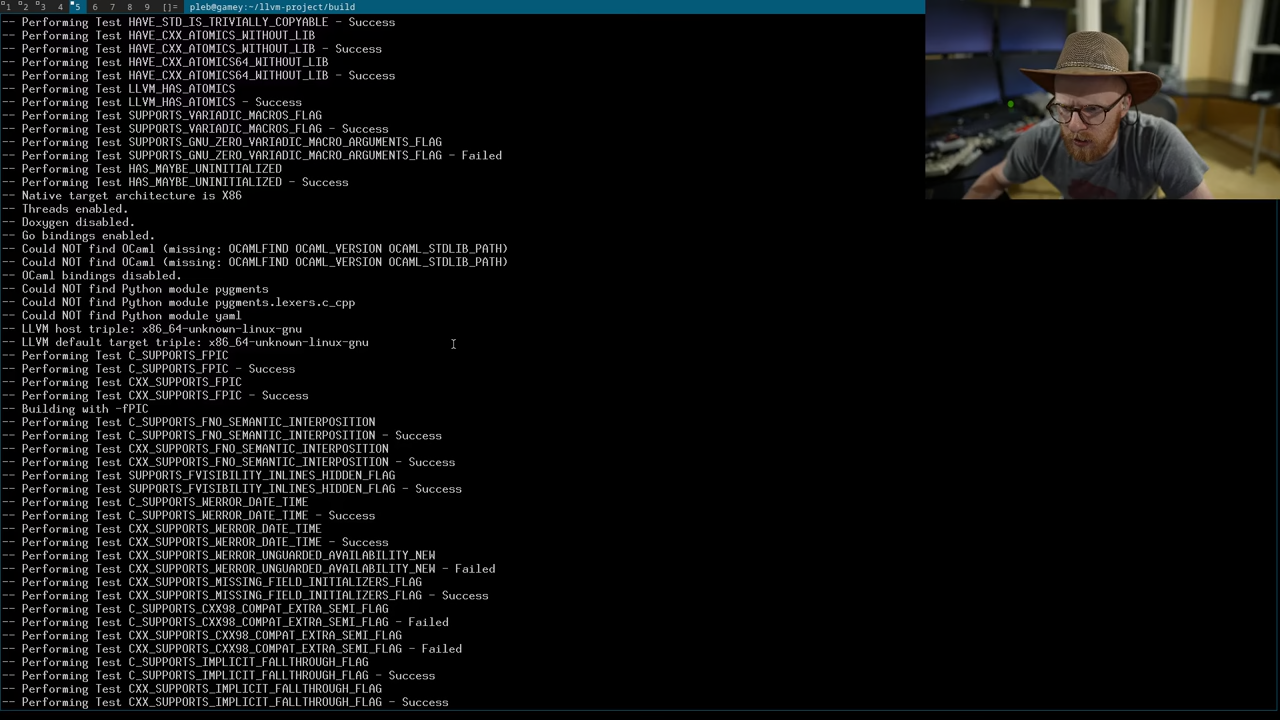 1 2 3 4 5 6 7 8 9 []= pleb@gamey:~/llvm-project/build
-- Performing Test HAVE_STD_IS_TRIVIALLY_COPYABLE - Success
-- Performing Test HAVE_CXX_ATOMICS_WITHOUT_LIB
-- Performing Test HAVE_CXX_ATOMICS_WITHOUT_LIB - Success
-- Performing Test HAVE_CXX_ATOMICS64_WITHOUT_LIB
-- Performing Test HAVE_CXX_ATOMICS64_WITHOUT_LIB - Success
-- Performing Test LLVM_HAS_ATOMICS
-- Performing Test LLVM_HAS_ATOMICS - Success
-- Performing Test SUPPORTS_VARIADIC_MACROS_FLAG
-- Performing Test SUPPORTS_VARIADIC_MACROS_FLAG - Success
-- Performing Test SUPPORTS_GNU_ZERO_VARIADIC_MACRO_ARGUMENTS_FLAG
-- Performing Test SUPPORTS_GNU_ZERO_VARIADIC_MACRO_ARGUMENTS_FLAG - Failed
-- Performing Test HAS_MAYBE_UNINITIALIZED
-- Performing Test HAS_MAYBE_UNINITIALIZED - Success
-- Native target architecture is X86
-- Threads enabled.
-- Doxygen disabled.
-- Go bindings enabled.
-- Could NOT find OCaml (missing: OCAMLFIND OCAML_VERSION OCAML_STDLIB_PATH)
-- Could NOT find OCaml (missing: OCAMLFIND OCAML_VERSION OCAML_STDLIB_PATH)
-- OCaml bindings disabled.
-- Could NOT find Python module pygments
-- Could NOT find Python module pygments.lexers.c_cpp
-- Could NOT find Python module yaml
-- LLVM host triple: x86_64-unknown-linux-gnu
-- LLVM default target triple: x86_64-unknown-linux-gnu
-- Performing Test C_SUPPORTS_FPIC
-- Performing Test C_SUPPORTS_FPIC - Success
-- Performing Test CXX_SUPPORTS_FPIC
-- Performing Test CXX_SUPPORTS_FPIC - Success
-- Building with -fPIC
-- Performing Test C_SUPPORTS_FNO_SEMANTIC_INTERPOSITION
-- Performing Test C_SUPPORTS_FNO_SEMANTIC_INTERPOSITION - Success
-- Performing Test CXX_SUPPORTS_FNO_SEMANTIC_INTERPOSITION
-- Performing Test CXX_SUPPORTS_FNO_SEMANTIC_INTERPOSITION - Success
-- Performing Test SUPPORTS_FVISIBILITY_INLINES_HIDDEN_FLAG
-- Performing Test SUPPORTS_FVISIBILITY_INLINES_HIDDEN_FLAG - Success
-- Performing Test C_SUPPORTS_WERROR_DATE_TIME
-- Performing Test C_SUPPORTS_WERROR_DATE_TIME - Success
-- Performing Test CXX_SUPPORTS_WERROR_DATE_TIME
-- Performing Test CXX_SUPPORTS_WERROR_DATE_TIME - Success
-- Performing Test CXX_SUPPORTS_WERROR_UNGUARDED_AVAILABILITY_NEW
-- Performing Test CXX_SUPPORTS_WERROR_UNGUARDED_AVAILABILITY_NEW - Failed
-- Performing Test CXX_SUPPORTS_MISSING_FIELD_INITIALIZERS_FLAG
-- Performing Test CXX_SUPPORTS_MISSING_FIELD_INITIALIZERS_FLAG - Success
-- Performing Test C_SUPPORTS_CXX98_COMPAT_EXTRA_SEMI_FLAG
-- Performing Test C_SUPPORTS_CXX98_COMPAT_EXTRA_SEMI_FLAG - Failed
-- Performing Test CXX_SUPPORTS_CXX98_COMPAT_EXTRA_SEMI_FLAG
-- Performing Test CXX_SUPPORTS_CXX98_COMPAT_EXTRA_SEMI_FLAG - Failed
-- Performing Test C_SUPPORTS_IMPLICIT_FALLTHROUGH_FLAG
-- Performing Test C_SUPPORTS_IMPLICIT_FALLTHROUGH_FLAG - Success
-- Performing Test CXX_SUPPORTS_IMPLICIT_FALLTHROUGH_FLAG
-- Performing Test CXX_SUPPORTS_IMPLICIT_FALLTHROUGH_FLAG - Success